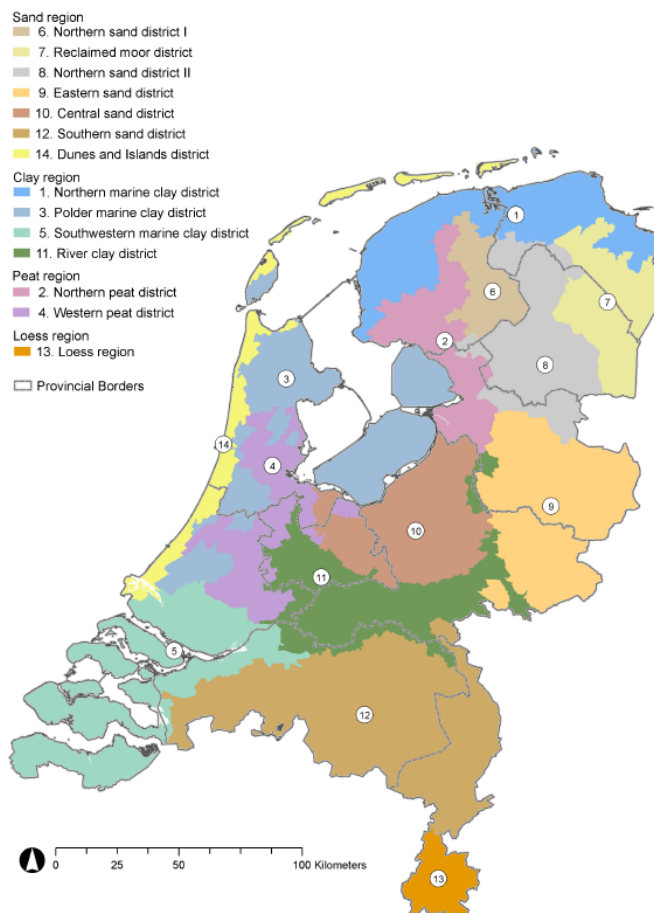 Sand region
6. Northern sand district I
7. Reclaimed moor district
8. Northern sand district II
9. Eastern sand district
10. Central sand district
12. Southern sand district
14. Dunes and Islands district
Clay region
1. Northern marine clay district
3. Polder marine clay district
5. Southwestern marine clay district
11. River clay district
Peat region
2. Northern peat district
4. Western peat district
Loess region
13. Loess region
Provincial Borders
1
6
7
2
8
3
14
4
9
10
11
5
12
13
0 25 50 100 Kilometers